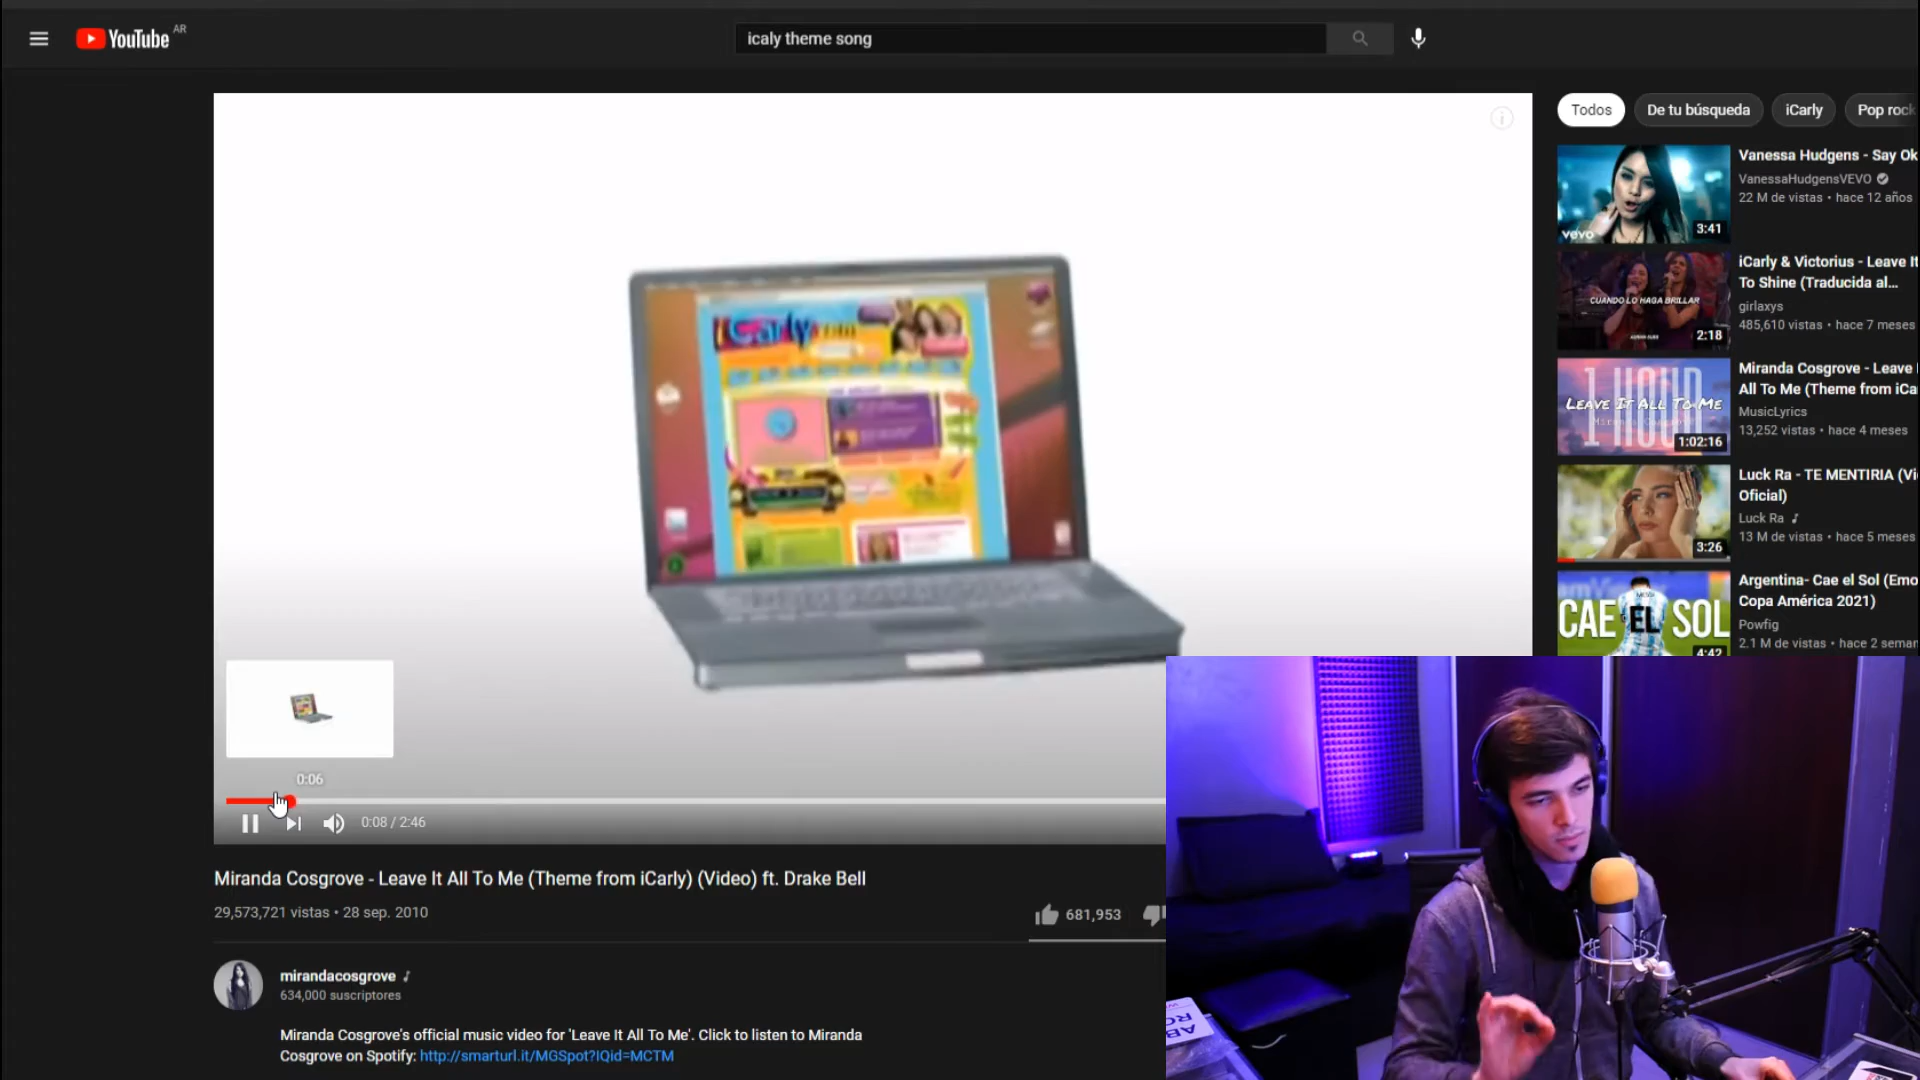 YouTube AR
icaly theme song
Todos
De tu búsqueda
iCarly
Pop rock
iCarly.com
vevo
3:41
Vanessa Hudgens - Say Ok
VanessaHudgensVEVO
22 M de vistas • hace 12 años
CUANDO LO HAGA BRILLAR
2:18
iCarly & Victorius - Leave It
To Shine (Traducida al...
girlaxys
485,610 vistas • hace 7 meses
1 HOUR
LEAVE IT ALL TO ME
Miranda Cosgrove
1:02:16
Miranda Cosgrove - Leave I
All To Me (Theme from iCa
MusicLyrics
13,252 vistas • hace 4 meses
3:26
Luck Ra - TE MENTIRIA (Vi
Oficial)
Luck Ra
13 M de vistas • hace 5 meses
CAE EL SOL
4:42
Argentina- Cae el Sol (Emo
Copa América 2021)
Powfig
2.1 M de vistas • hace 2 seman
0:06
0:08 / 2:46
Miranda Cosgrove - Leave It All To Me (Theme from iCarly) (Video) ft. Drake Bell
29,573,721 vistas • 28 sep. 2010
681,953
mirandacosgrove
634,000 suscriptores
Miranda Cosgrove's official music video for 'Leave It All To Me'. Click to listen to Miranda
Cosgrove on Spotify: http://smarturl.it/MGSpot?IQid=MCTM